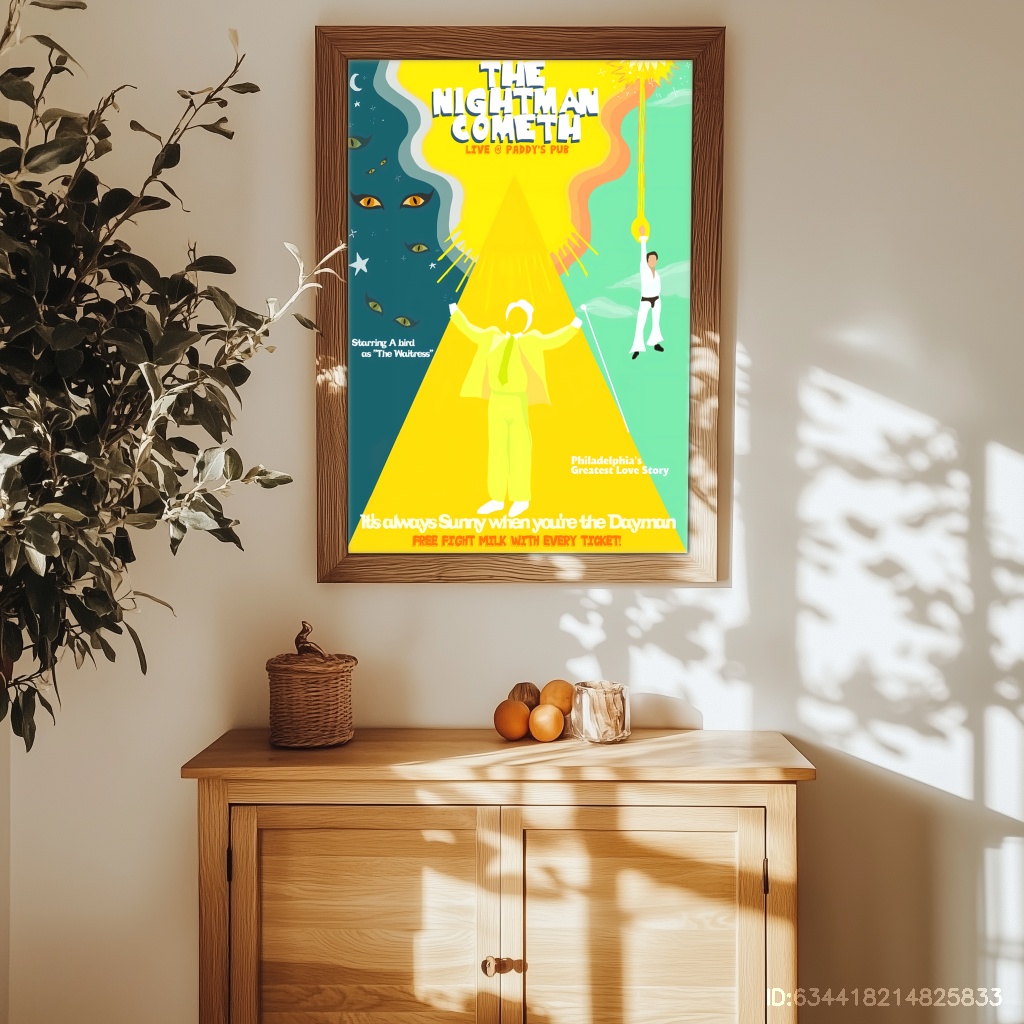 THE
NIGHTMAN
COMETH
LIVE @ PADDY'S PUB
Starring A bird
as "The Waitress"
Philadelphia's
Greatest Love Story
It's always Sunny when you're the Dayman
FREE FIGHT MILK WITH EVERY TICKET!
ID:634418214825833